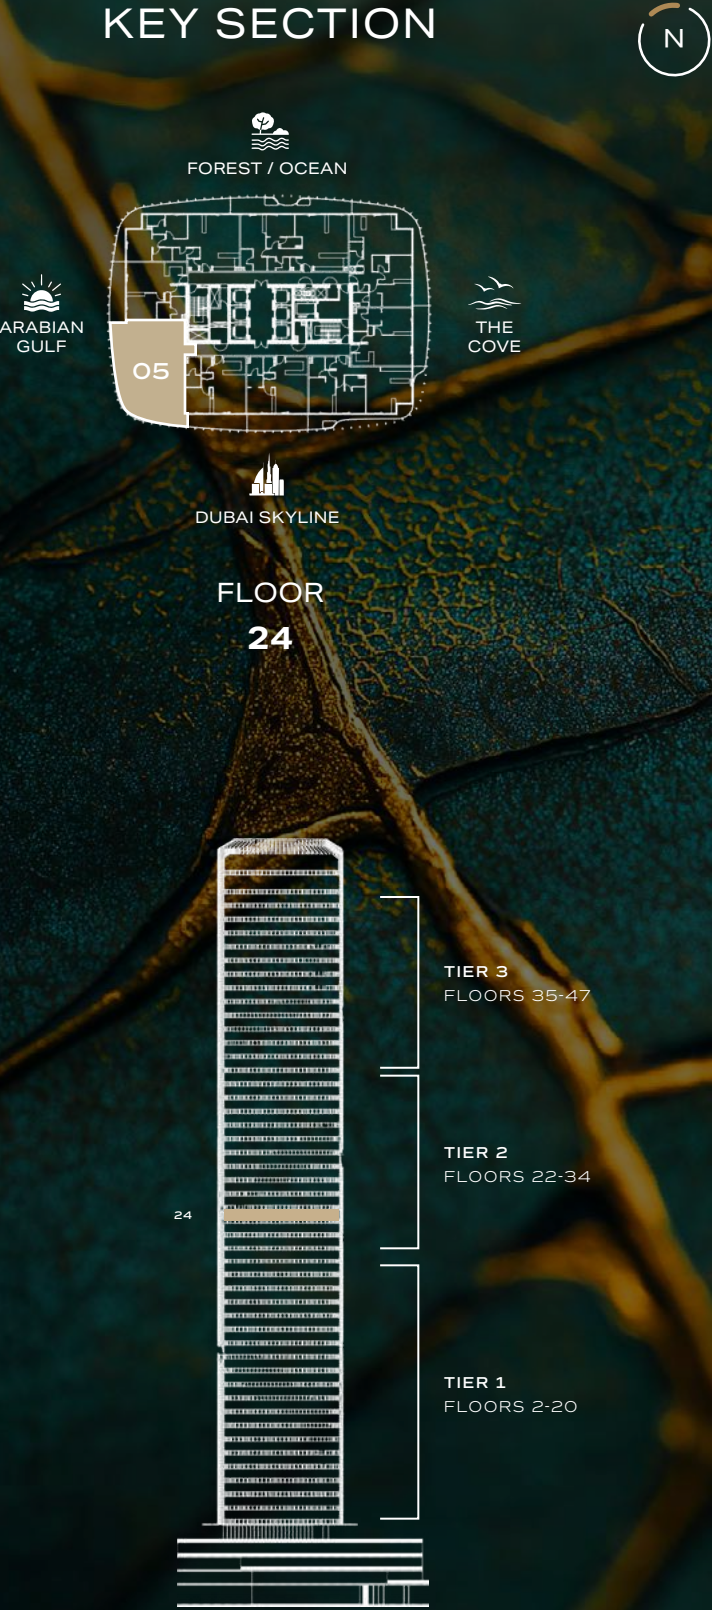 KEY SECTION
N
FOREST / OCEAN
ARABIAN
GULF
THE
COVE
05
DUBAI SKYLINE
FLOOR
24
TIER 3
FLOORS 35-47
TIER 2
FLOORS 22-34
24
TIER 1
FLOORS 2-20